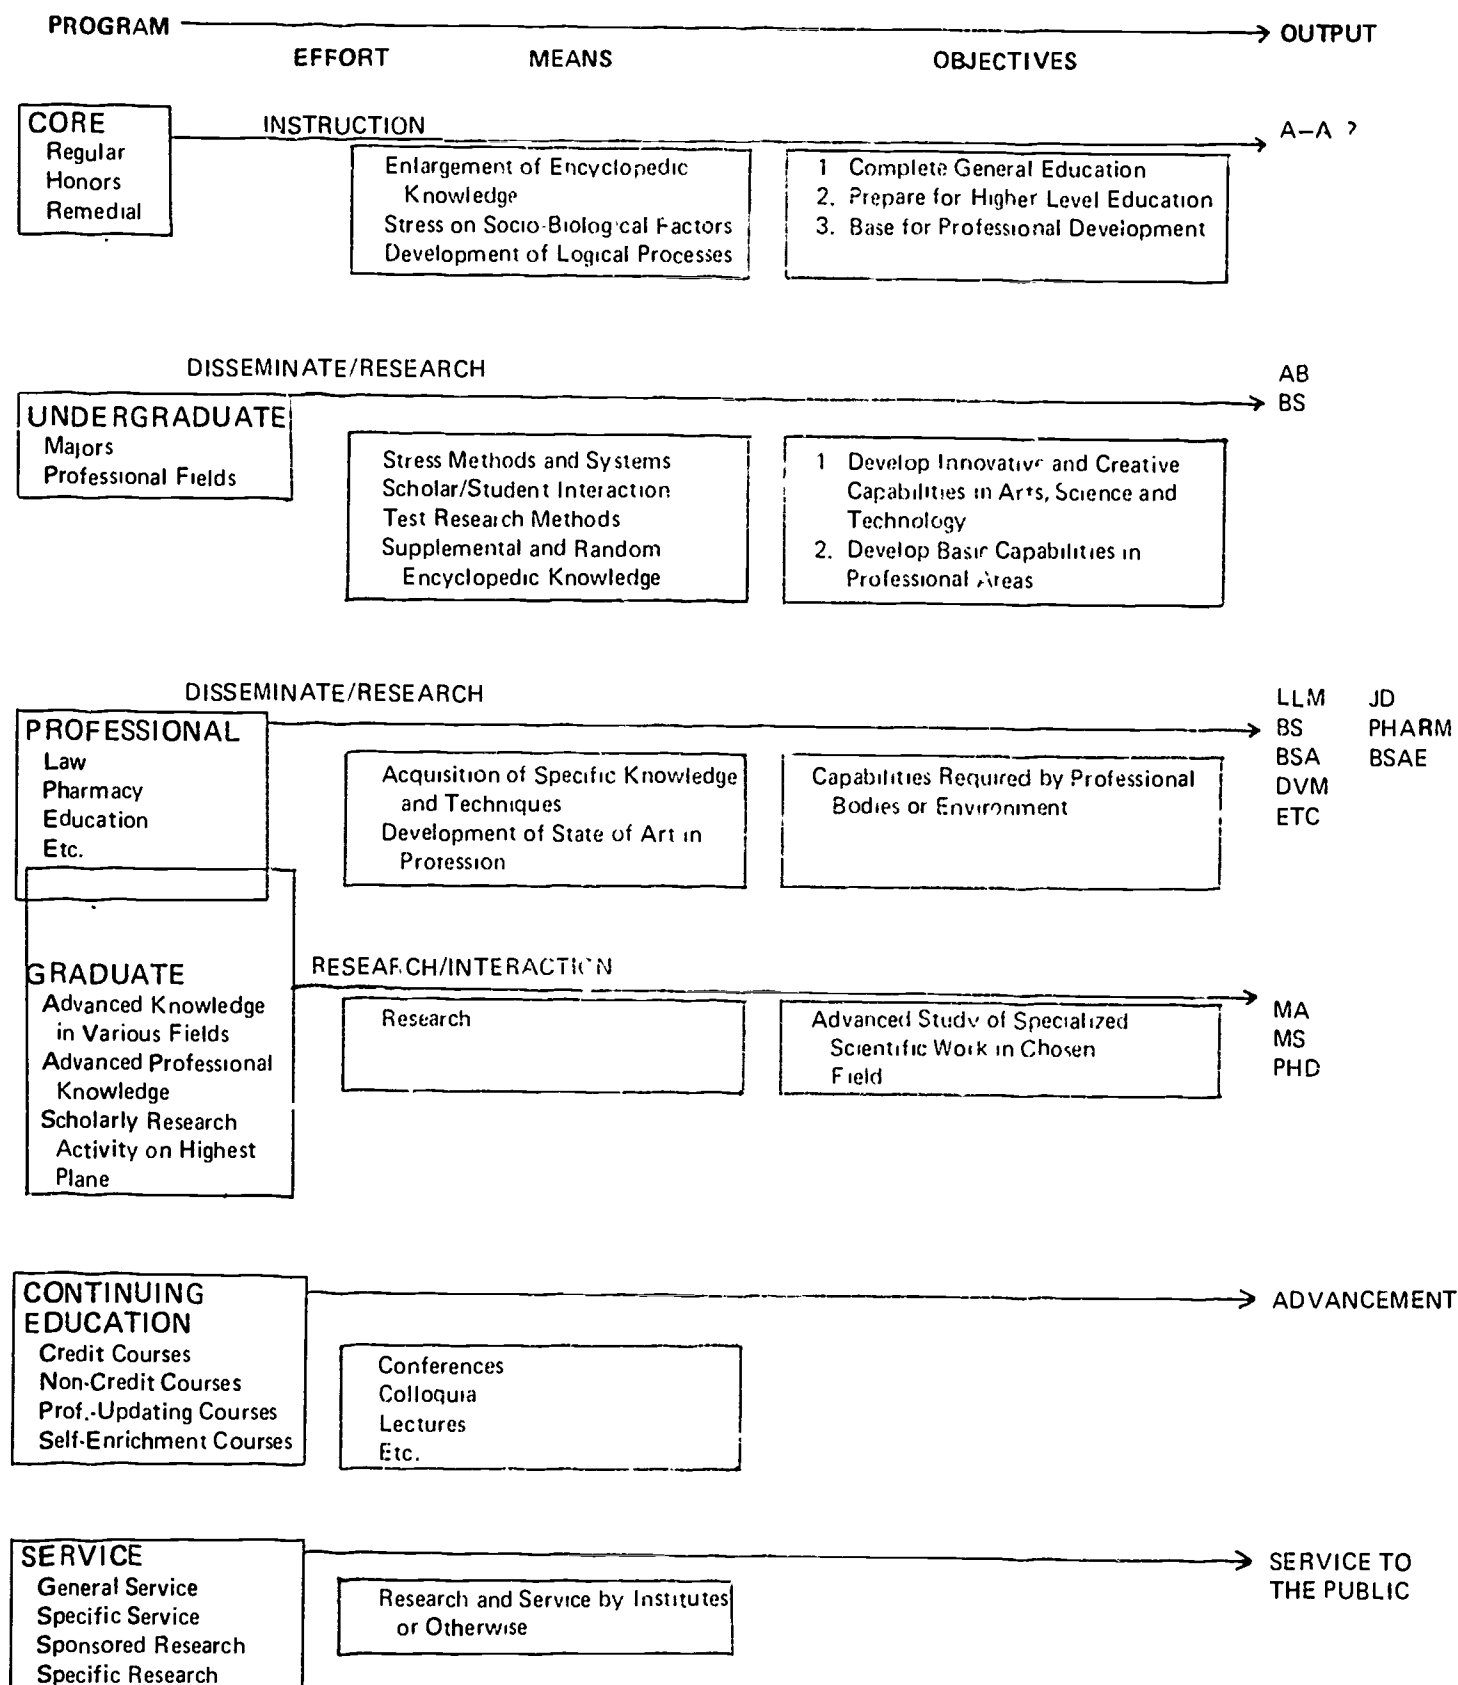 PROGRAM OUTPUT
EFFORT MEANS OBJECTIVES
CORE
Regular
Honors
Remedial
INSTRUCTION
Enlargement of Encyclopedic
Knowledge
Stress on Socio-Biological Factors
Development of Logical Processes
1 Complete General Education
2. Prepare for Higher Level Education
3. Base for Professional Development
A–A ?
DISSEMINATE/RESEARCH
UNDERGRADUATE
Majors
Professional Fields
Stress Methods and Systems
Scholar/Student Interaction
Test Research Methods
Supplemental and Random
Encyclopedic Knowledge
1 Develop Innovative and Creative
Capabilities in Arts, Science and
Technology
2. Develop Basic Capabilities in
Professional Areas
AB
BS
DISSEMINATE/RESEARCH
PROFESSIONAL
Law
Pharmacy
Education
Etc.
Acquisition of Specific Knowledge
and Techniques
Development of State of Art in
Profession
Capabilities Required by Professional
Bodies or Environment
LLM JD
BS PHARM
BSA BSAE
DVM
ETC
GRADUATE
Advanced Knowledge
in Various Fields
Advanced Professional
Knowledge
Scholarly Research
Activity on Highest
Plane
RESEARCH/INTERACTION
Research
Advanced Study of Specialized
Scientific Work in Chosen
Field
MA
MS
PHD
CONTINUING
EDUCATION
Credit Courses
Non-Credit Courses
Prof.-Updating Courses
Self-Enrichment Courses
Conferences
Colloquia
Lectures
Etc.
ADVANCEMENT
SERVICE
General Service
Specific Service
Sponsored Research
Specific Research
Research and Service by Institutes
or Otherwise
SERVICE TO
THE PUBLIC